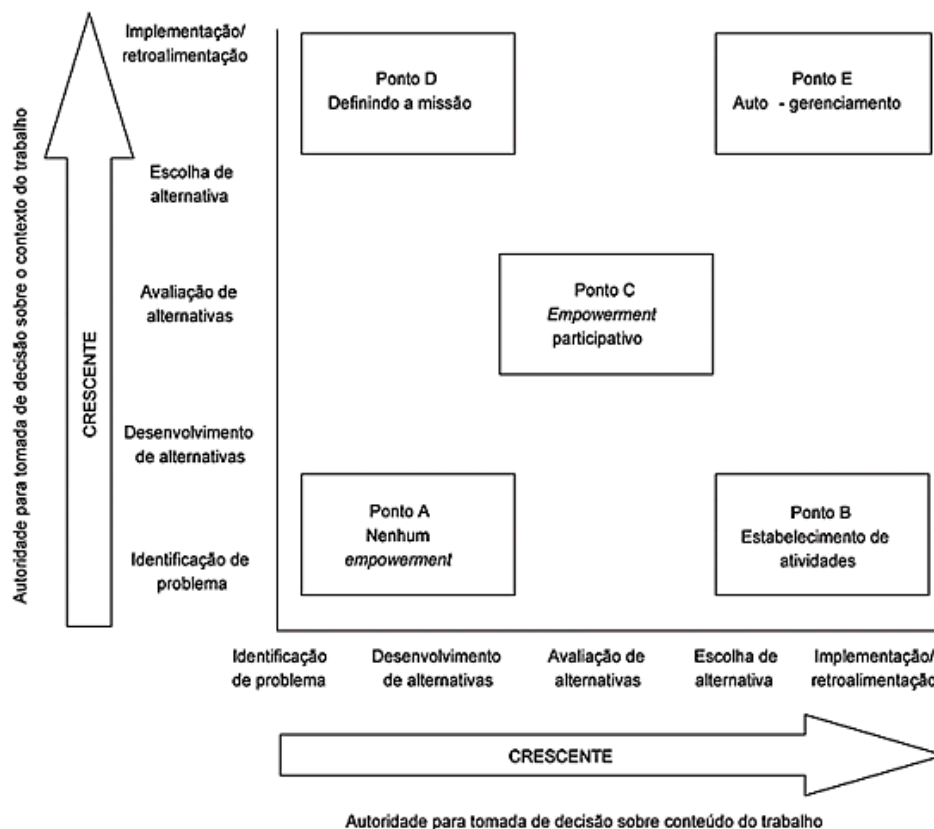 Autoridade para tomada de decisão sobre o contexto do trabalho
CRESCENTE
Implementação/
retroalimentação
Escolha de
alternativa
Avaliação de
alternativas
Desenvolvimento
de alternativas
Identificação de
problema
Ponto D
Definindo a missão
Ponto E
Auto - gerenciamento
Ponto C
Empowerment
participativo
Ponto A
Nenhum
empowerment
Ponto B
Estabelecimento de
atividades
Identificação
de problema
Desenvolvimento
de alternativas
Avaliação de
alternativas
Escolha de
alternativa
Implementação/
retroalimentação
CRESCENTE
Autoridade para tomada de decisão sobre conteúdo do trabalho